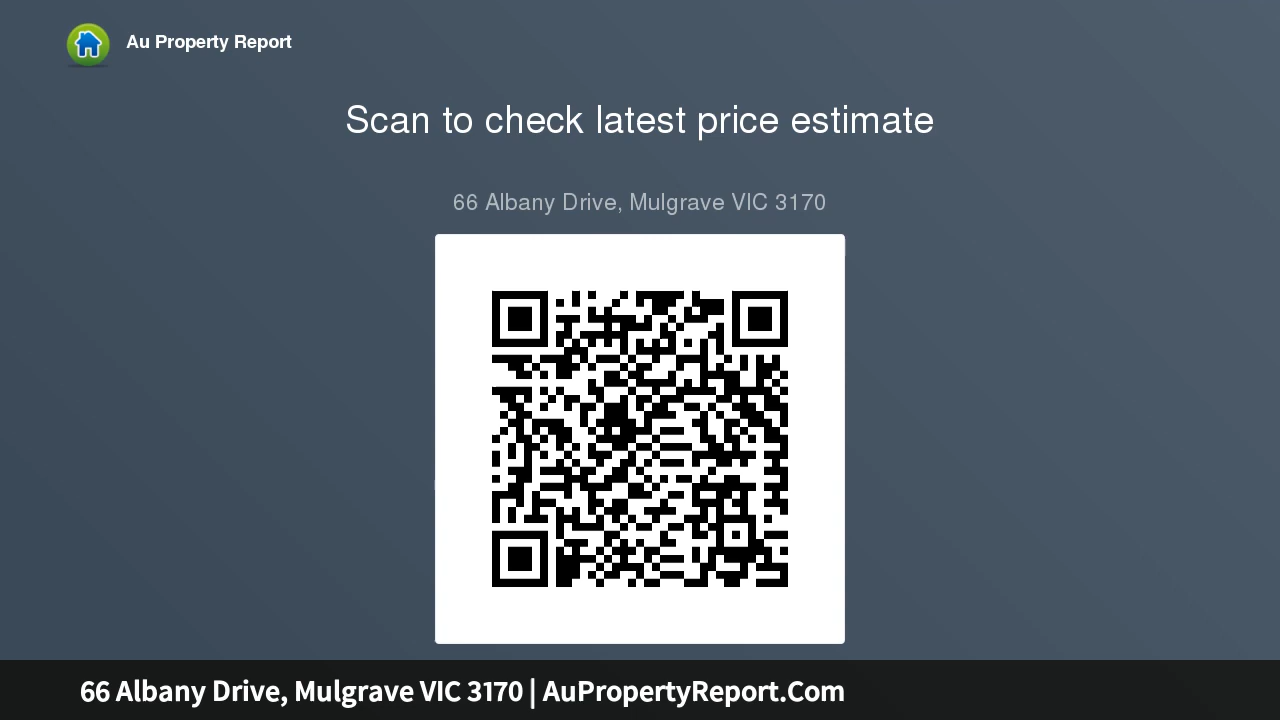 Au Property Report
Scan to check latest price estimate
66 Albany Drive, Mulgrave VIC 3170
66 Albany Drive, Mulgrave VIC 3170 | AuPropertyReport.Com